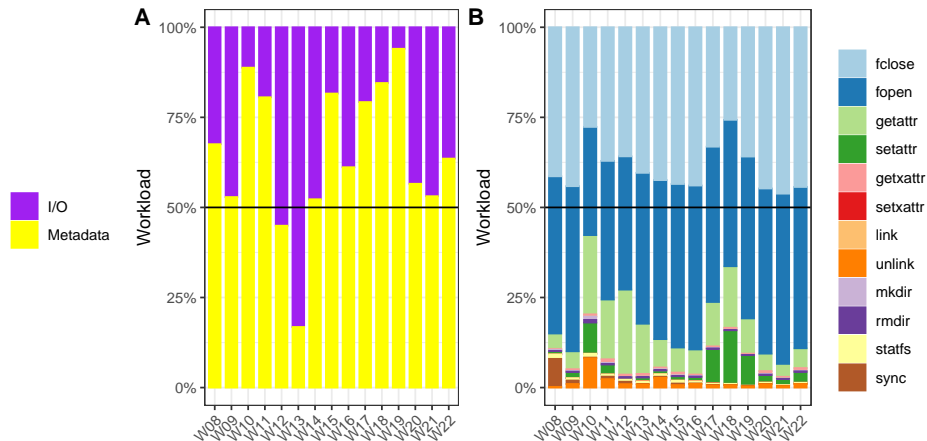 A
B
100%
75%
50%
25%
0%
Workload
W08
W09
W10
W11
W12
W13
W14
W15
W16
W17
W18
W19
W20
W21
W22
I/O
Metadata
100%
75%
50%
25%
0%
Workload
W08
W09
W10
W11
W12
W13
W14
W15
W16
W17
W18
W19
W20
W21
W22
fclose
fopen
getattr
setattr
getxattr
setxattr
link
unlink
mkdir
rmdir
statfs
sync